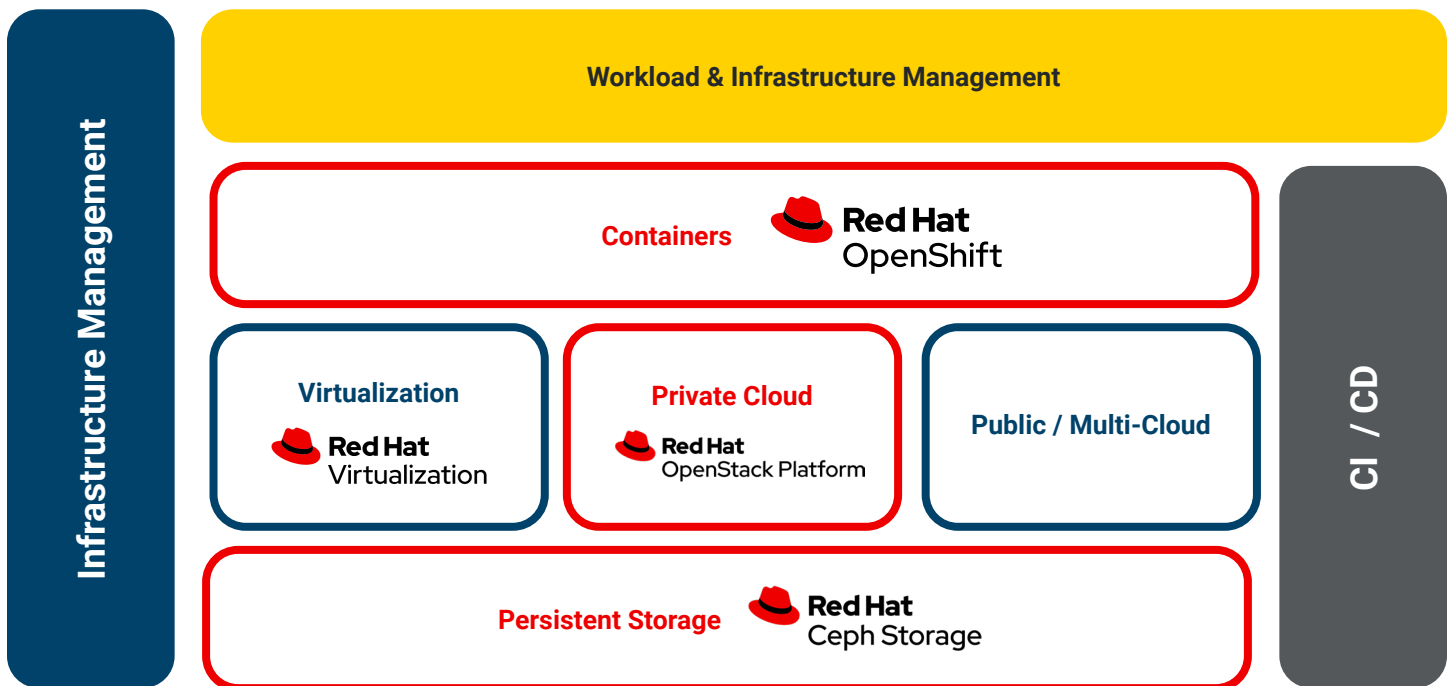 Infrastructure Management
Workload & Infrastructure Management
Containers
Red Hat
OpenShift
Virtualization
Red Hat
Virtualization
Private Cloud
Red Hat
OpenStack Platform
Public / Multi-Cloud
Persistent Storage
Red Hat
Ceph Storage
CI / CD